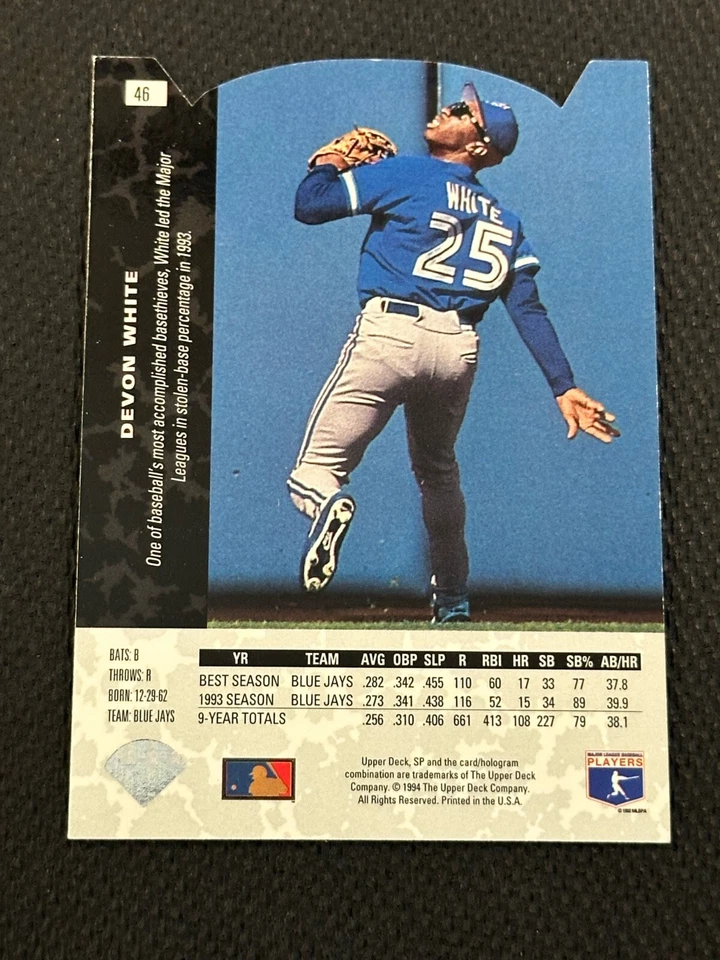 46
DEVON WHITE
One of baseball's most accomplished basethieves, White led the Major
Leagues in stolen-base percentage in 1993.
WHITE
25
BATS: B
THROWS: R
BORN: 12-29-62
TEAM: BLUE JAYS
YR TEAM AVG OBP SLP R RBI HR SB SB% AB/HR
BEST SEASON BLUE JAYS .282 .342 .455 110 60 17 33 77 37.8
1993 SEASON BLUE JAYS .273 .341 .438 116 52 15 34 89 39.9
9-YEAR TOTALS .256 .310 .406 661 413 108 227 79 38.1
Upper Deck, SP and the card/hologram
combination are trademarks of The Upper Deck
Company. © 1994 The Upper Deck Company.
All Rights Reserved. Printed in the U.S.A.
MAJOR LEAGUE BASEBALL
PLAYERS
© 1992 MLBPA